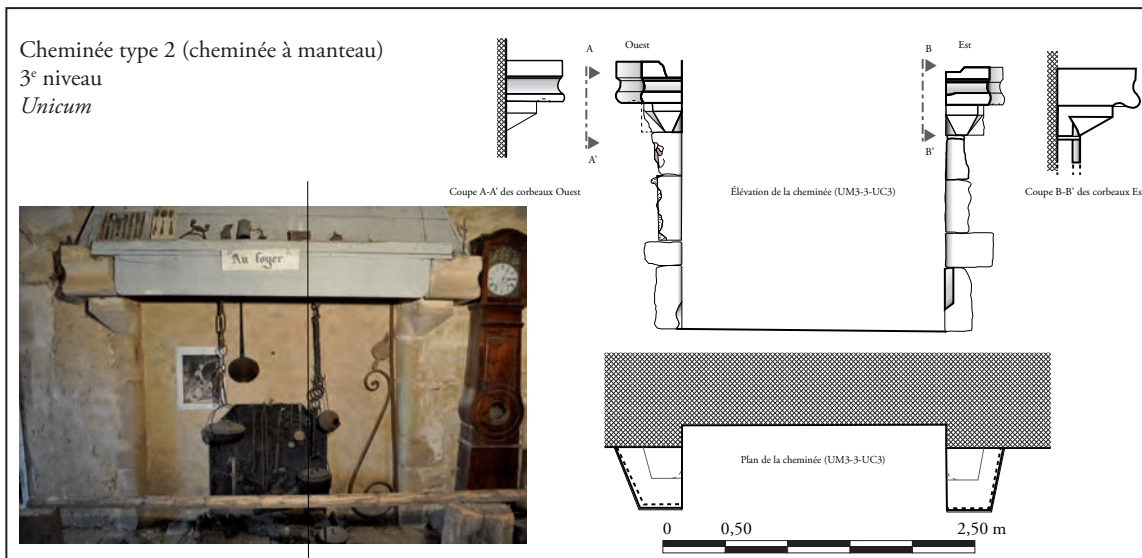 Cheminée type 2 (cheminée à manteau)
3e niveau
Unicum
A
Ouest
B
Est
A'
B'
Coupe A-A' des corbeaux Ouest
Élévation de la cheminée (UM3-3-UC3)
Coupe B-B' des corbeaux Es
"Au foyer"
Plan de la cheminée (UM3-3-UC3)
0 0,50 2,50 m